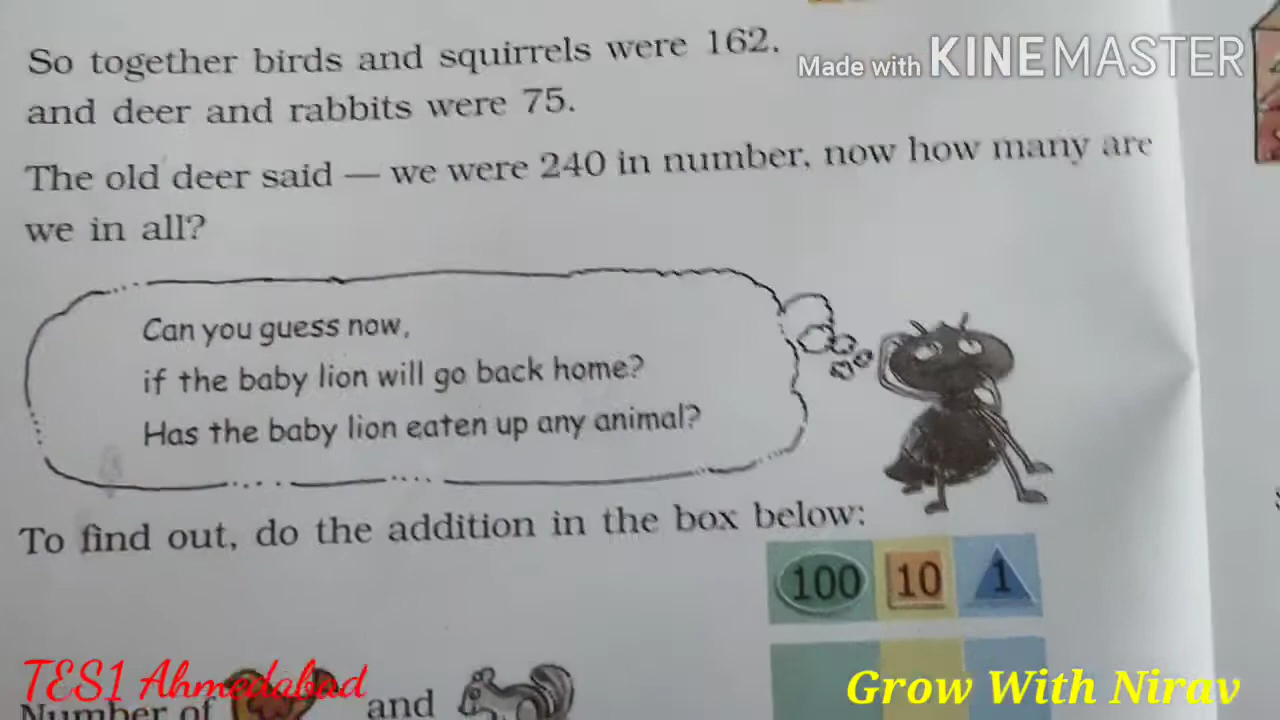 So together birds and squirrels were 162.
Made with KINEMASTER
and deer and rabbits were 75.
The old deer said — we were 240 in number, now how many are
we in all?
Can you guess now,
if the baby lion will go back home?
Has the baby lion eaten up any animal?
To find out, do the addition in the box below:
100 10 1
TES1 Ahmedabad
Number of and
Grow With Nirav